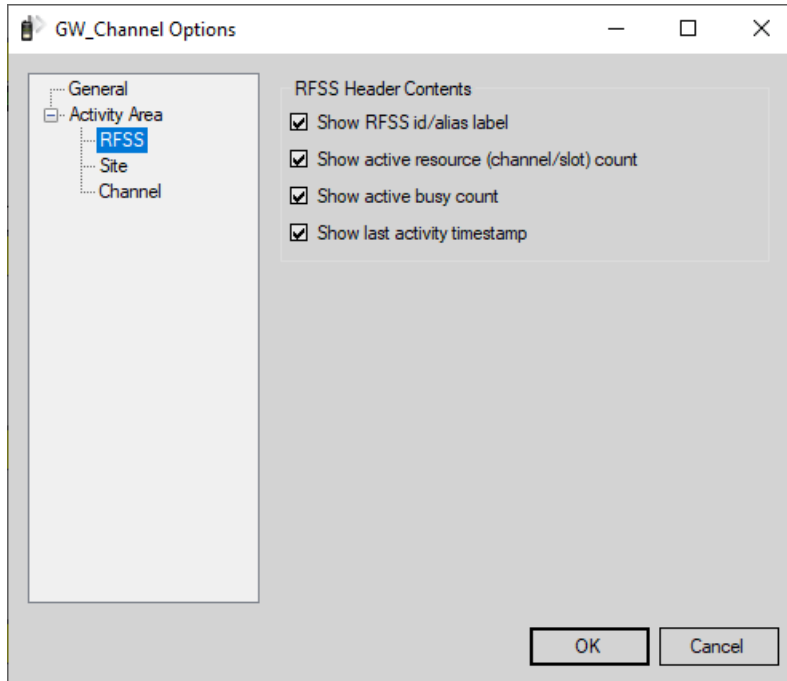 GW_Channel Options
General
Activity Area
RFSS
Site
Channel
RFSS Header Contents
Show RFSS id/alias label
Show active resource (channel/slot) count
Show active busy count
Show last activity timestamp
OK
Cancel